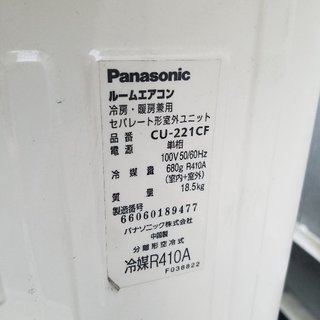 Panasonic
ルームエアコン
冷房・暖房兼用
セパレート形室外ユニット
品番 CU-221CF
電源 単相
100V 50/60Hz
冷媒量 680g R410A
(室内+室外)
質量 18.5kg
製造番号
66060189477
パナソニック株式会社
中国製
分離形空冷式
冷媒R410A
F038822